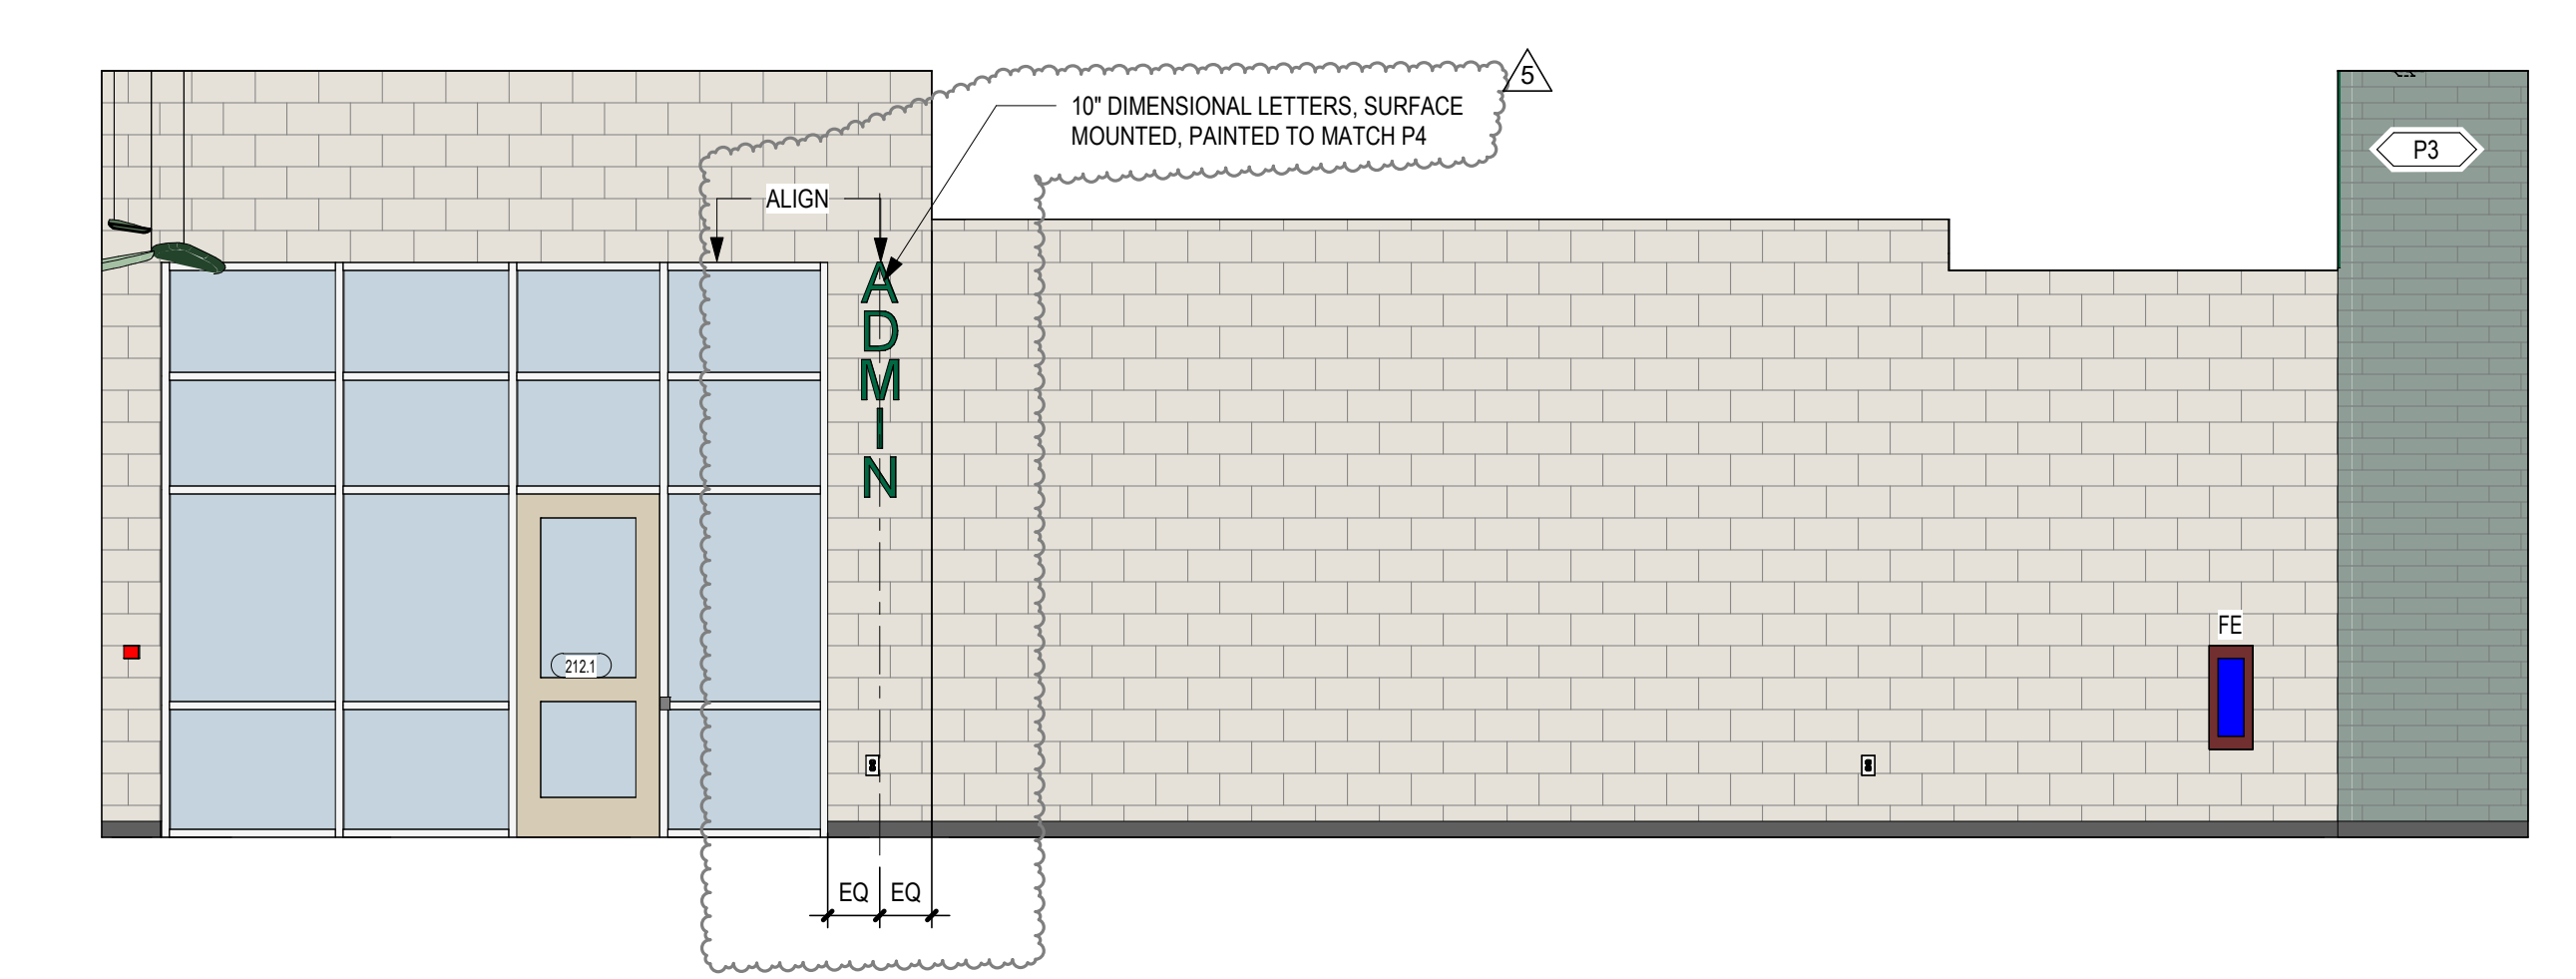 5
10" DIMENSIONAL LETTERS, SURFACE
MOUNTED, PAINTED TO MATCH P4
P3
ALIGN
A
D
M
I
N
FE
212.1
EQ EQ